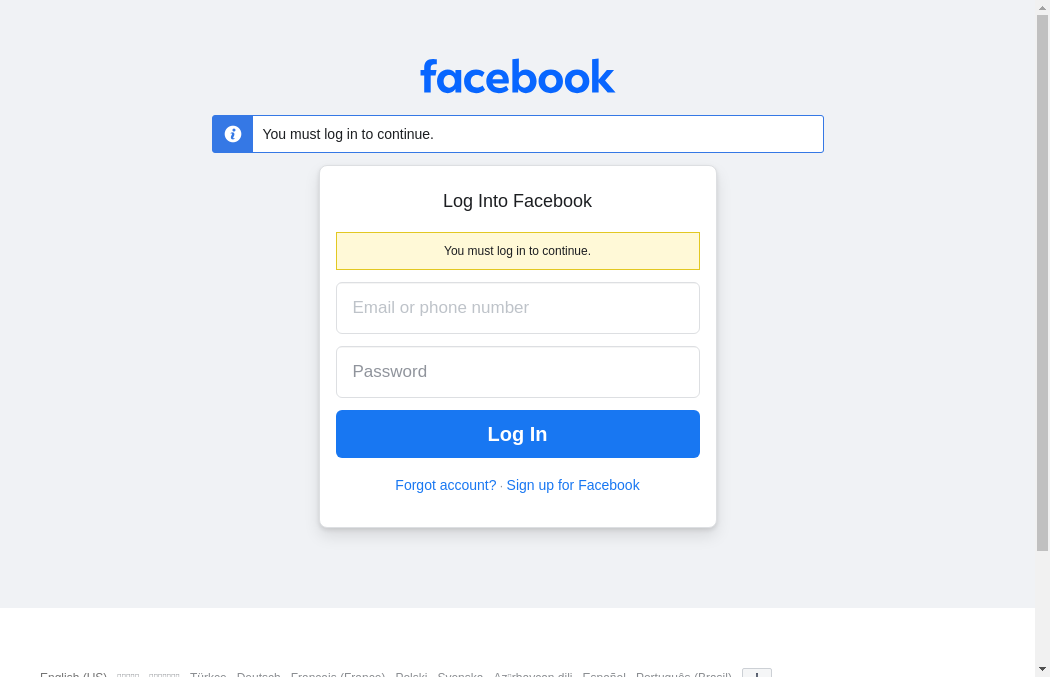 facebook
You must log in to continue.
Log Into Facebook
You must log in to continue.
Email or phone number
Password
Log In
Forgot account? · Sign up for Facebook
English (US) Türkçe Deutsch Français (France) Polski Svenska Azərbaycan dili Español Português (Brasil)